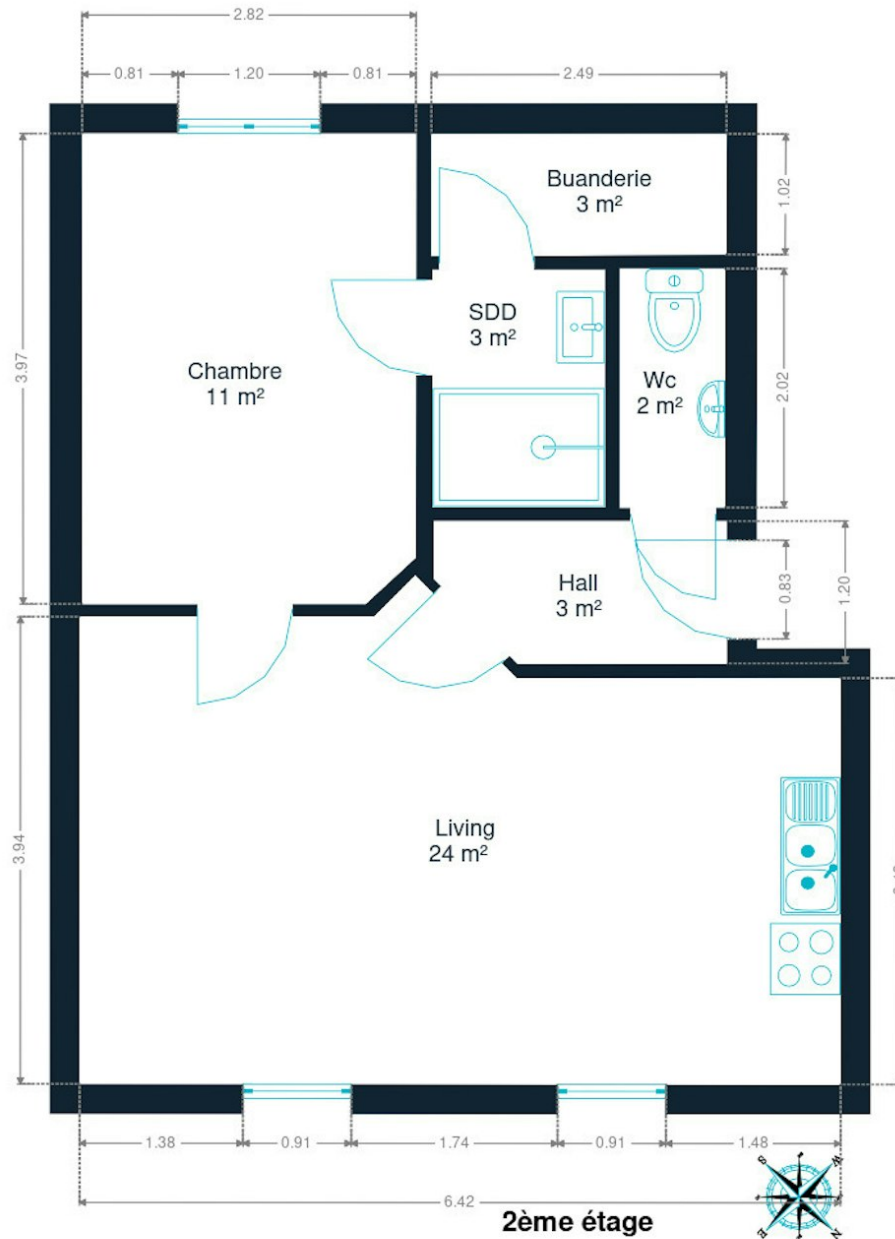 2.82
0.81
1.20
0.81
2.49
Buanderie
3 m²
1.02
SDD
3 m²
Wc
2 m²
2.02
Chambre
11 m²
3.97
Hall
3 m²
0.83
1.20
Living
24 m²
3.94
1.38
0.91
1.74
0.91
1.48
6.42
2ème étage
S
W
E
N